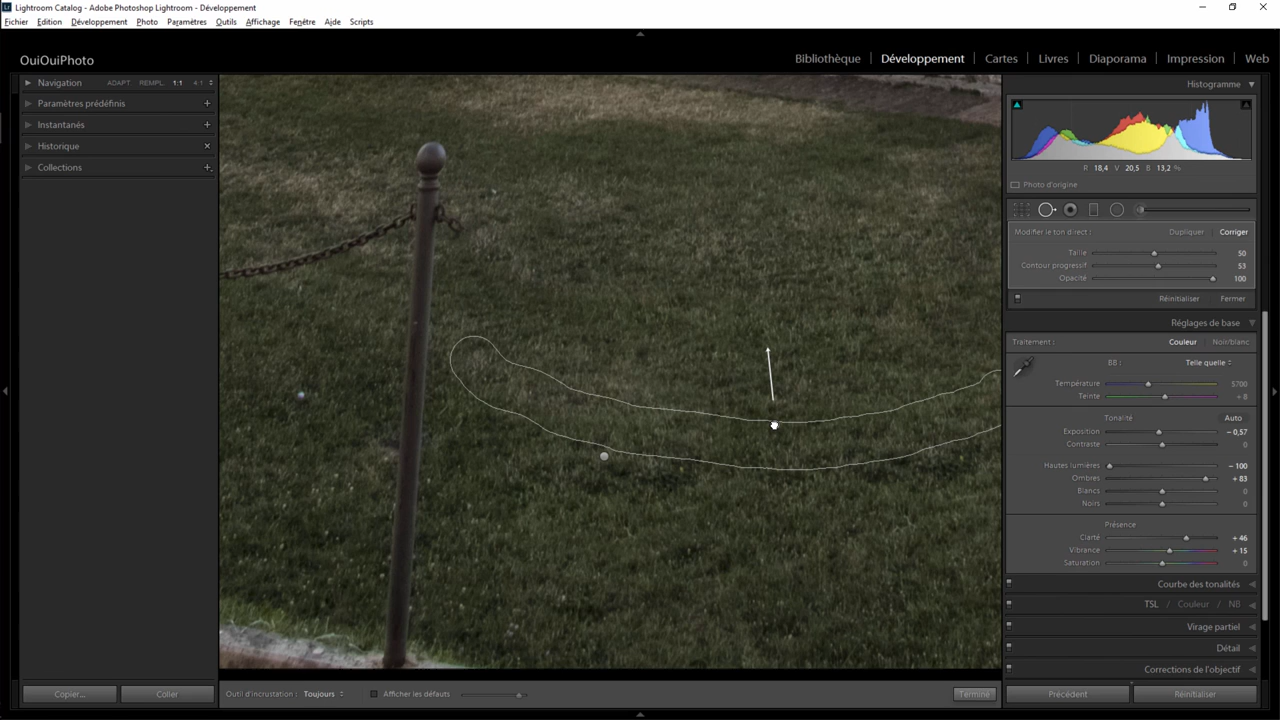 Lightroom Catalog - Adobe Photoshop Lightroom - Développement
Fichier Edition Développement Photo Paramètres Outils Affichage Fenêtre Aide Scripts
OuiOuiPhoto
Bibliothèque Développement Cartes Livres Diaporama Impression Web
Navigation ADAPT. REMPL. 1:1 4:1
Paramètres prédéfinis
Instantanés
Historique
Collections
Histogramme
R 18,4 V 20,5 B 13,2 %
Photo d'origine
Modifier le ton direct : Dupliquer Corriger
Taille 50
Contour progressif 53
Opacité 100
Réinitialiser Fermer
Réglages de base
Traitement : Couleur Noir/blanc
BB : Telle quelle
Température 5700
Teinte + 8
Tonalité Auto
Exposition – 0,57
Contraste 0
Hautes lumières – 100
Ombres + 83
Blancs 0
Noirs 0
Présence
Clarté + 46
Vibrance + 15
Saturation 0
Courbe des tonalités
TSL / Couleur / NB
Virage partiel
Détail
Corrections de l'objectif
Copier... Coller
Outil d'incrustation : Toujours Afficher les défauts Terminé
Précédent Réinitialiser